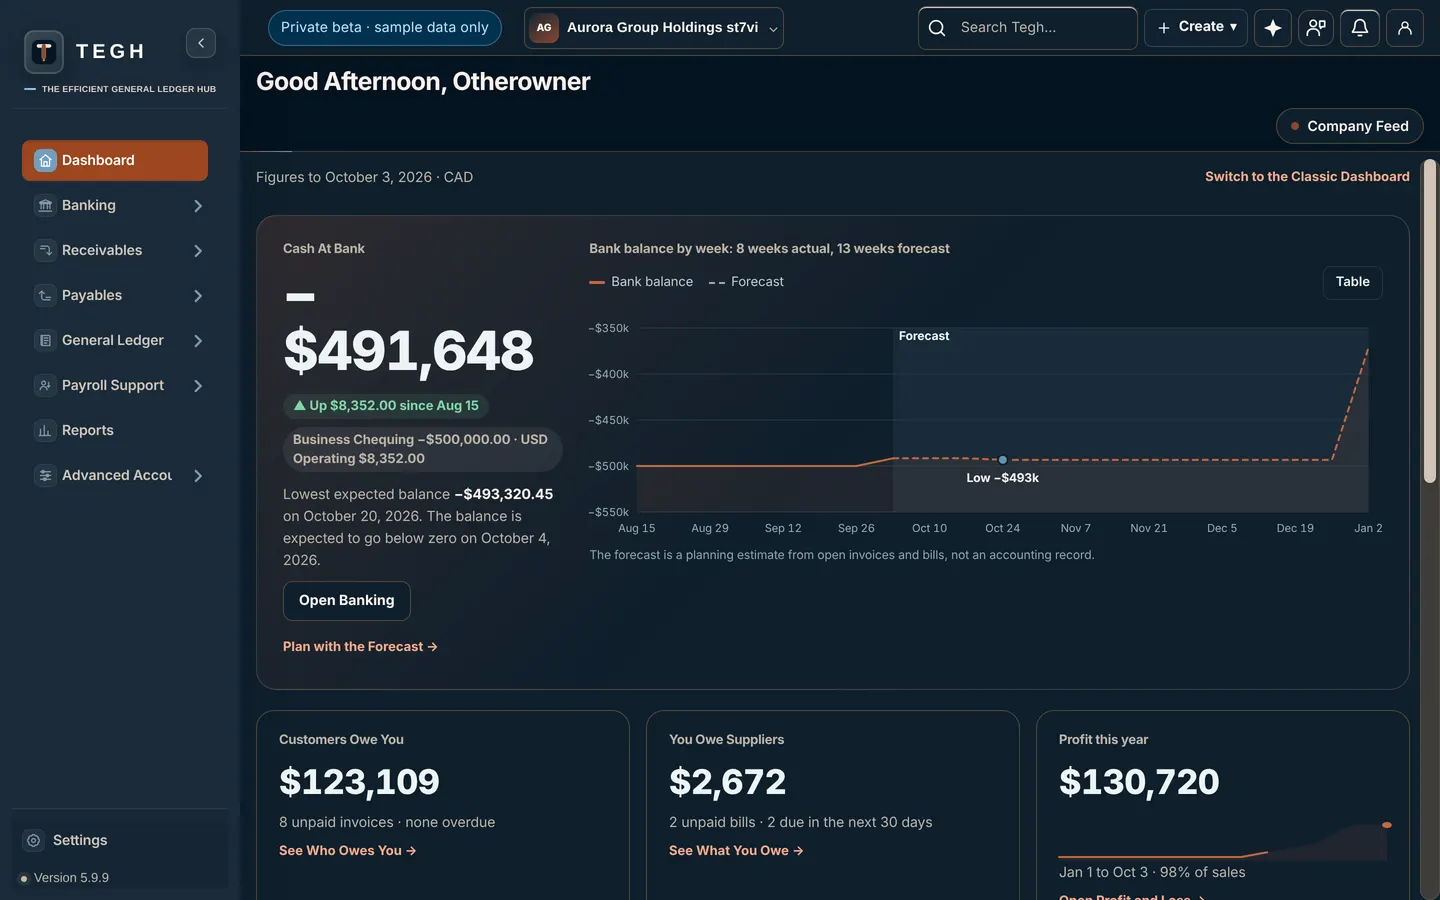 TEGH
THE EFFICIENT GENERAL LEDGER HUB
Dashboard
Banking
Receivables
Payables
General Ledger
Payroll Support
Reports
Advanced Accou
Settings
Version 5.9.9
Private beta · sample data only
AG
Aurora Group Holdings st7vi
Search Tegh...
Create
Good Afternoon, Otherowner
Company Feed
Figures to October 3, 2026 · CAD
Switch to the Classic Dashboard
Cash At Bank
–
$491,648
▲ Up $8,352.00 since Aug 15
Business Chequing –$500,000.00 · USD
Operating $8,352.00
Lowest expected balance –$493,320.45
on October 20, 2026. The balance is
expected to go below zero on October 4,
2026.
Open Banking
Plan with the Forecast →
Bank balance by week: 8 weeks actual, 13 weeks forecast
Bank balance
Forecast
Table
–$350k
–$400k
–$450k
–$500k
–$550k
Forecast
Low –$493k
Aug 15 Aug 29 Sep 12 Sep 26 Oct 10 Oct 24 Nov 7 Nov 21 Dec 5 Dec 19 Jan 2
The forecast is a planning estimate from open invoices and bills, not an accounting record.
Customers Owe You
$123,109
8 unpaid invoices · none overdue
See Who Owes You →
You Owe Suppliers
$2,672
2 unpaid bills · 2 due in the next 30 days
See What You Owe →
Profit this year
$130,720
Jan 1 to Oct 3 · 98% of sales
Open Profit and Loss →